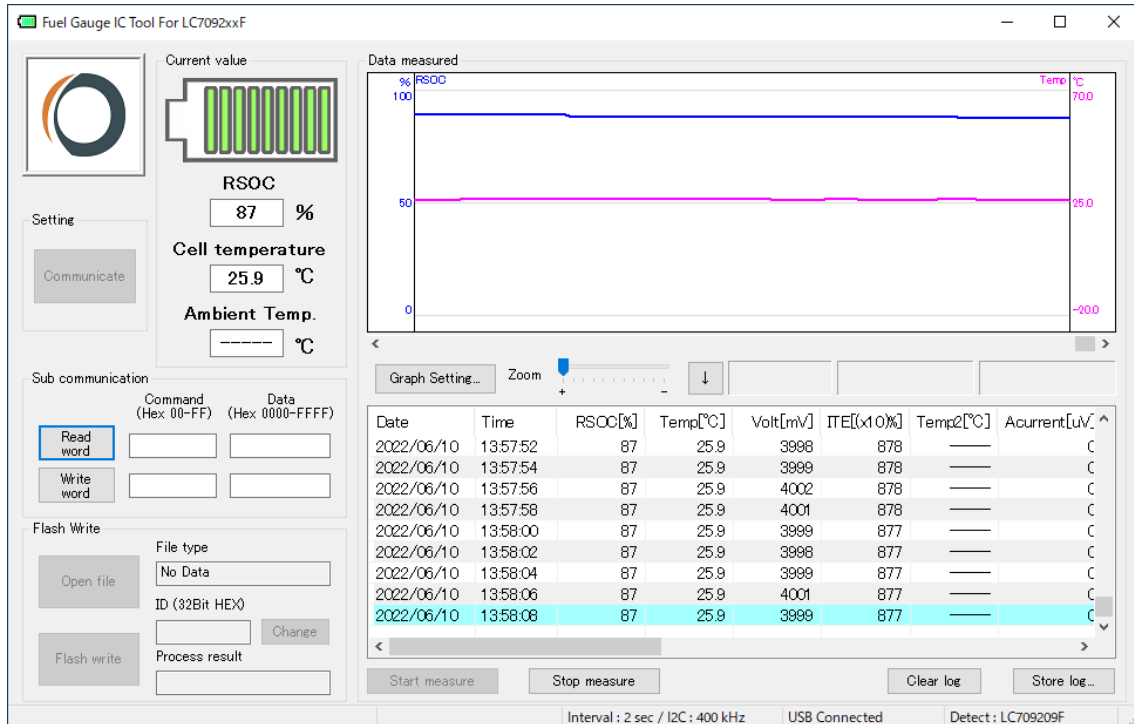 Fuel Gauge IC Tool For LC7092xxF
Current value
RSOC
87 %
Cell temperature
25.9 ℃
Ambient Temp.
----- ℃
Setting
Communicate
Sub communication
Command (Hex 00-FF)
Data (Hex 0000-FFFF)
Read word
Write word
Flash Write
Open file
File type
No Data
ID (32Bit HEX)
Change
Flash write
Process result
Data measured
% RSOC
Temp ℃
100
70.0
50
25.0
0
-20.0
Graph Setting...
Zoom
+ -
↓
Date Time RSOC[%] Temp[℃] Volt[mV] ITE[(x10)%] Temp2[℃] Acurrent[uV]
2022/06/10 13:57:52 87 25.9 3998 878 ——
2022/06/10 13:57:54 87 25.9 3999 878 ——
2022/06/10 13:57:56 87 25.9 4002 878 ——
2022/06/10 13:57:58 87 25.9 4001 878 ——
2022/06/10 13:58:00 87 25.9 3999 877 ——
2022/06/10 13:58:02 87 25.9 3998 877 ——
2022/06/10 13:58:04 87 25.9 3999 877 ——
2022/06/10 13:58:06 87 25.9 4001 877 ——
2022/06/10 13:58:08 87 25.9 3999 877 ——
Start measure
Stop measure
Clear log
Store log...
Interval : 2 sec / I2C : 400 kHz
USB Connected
Detect : LC709209F